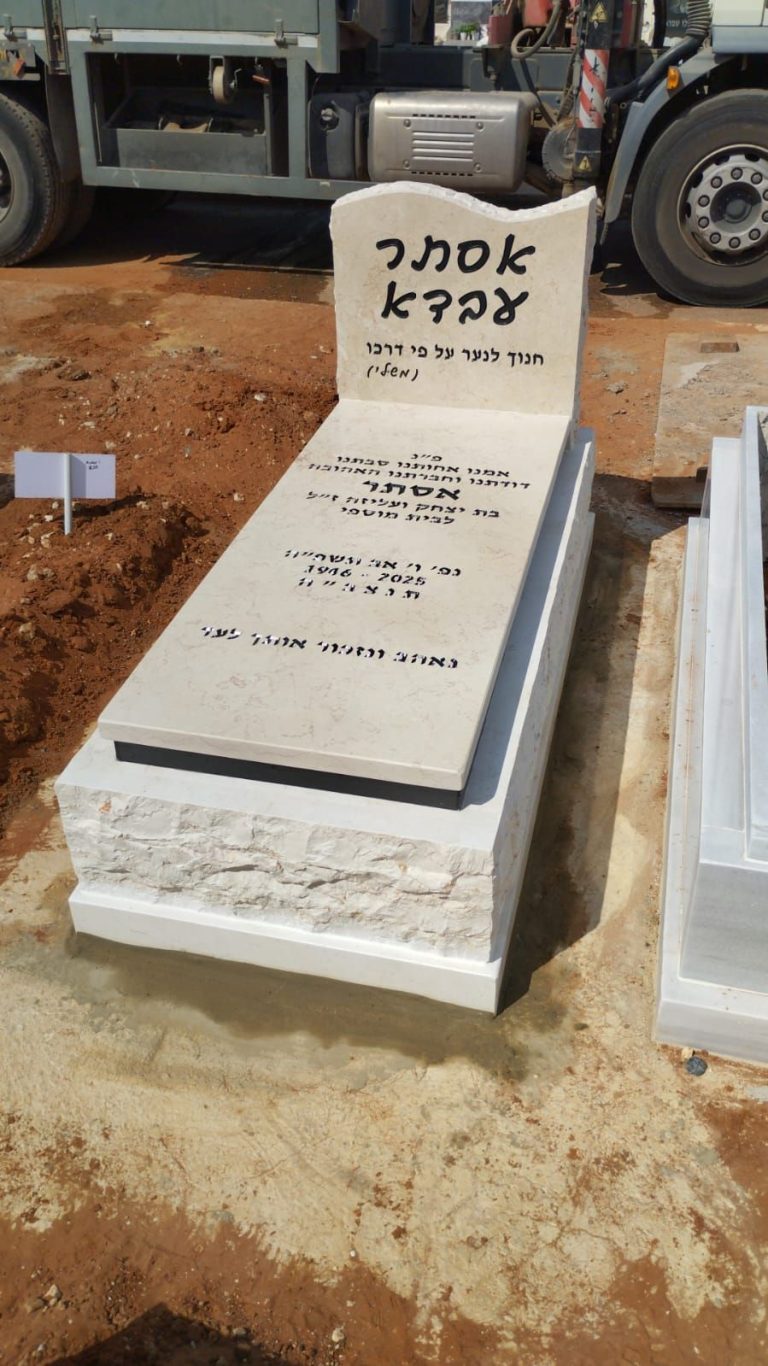 אסתר
עבדא
חנוך לנער על פי דרכו
(משלי)
פ״נ
אמנו אחותנו סבתנו
דודתנו וחברתנו האהובה
אסתר
בת יצחק ועליזה ז״ל
לבית מוספי
נפ׳ ו׳ אב תשפ״ה
1946 - 2025
ת נ צ ב ״ ה
נאהב ונזכור אותך לעד